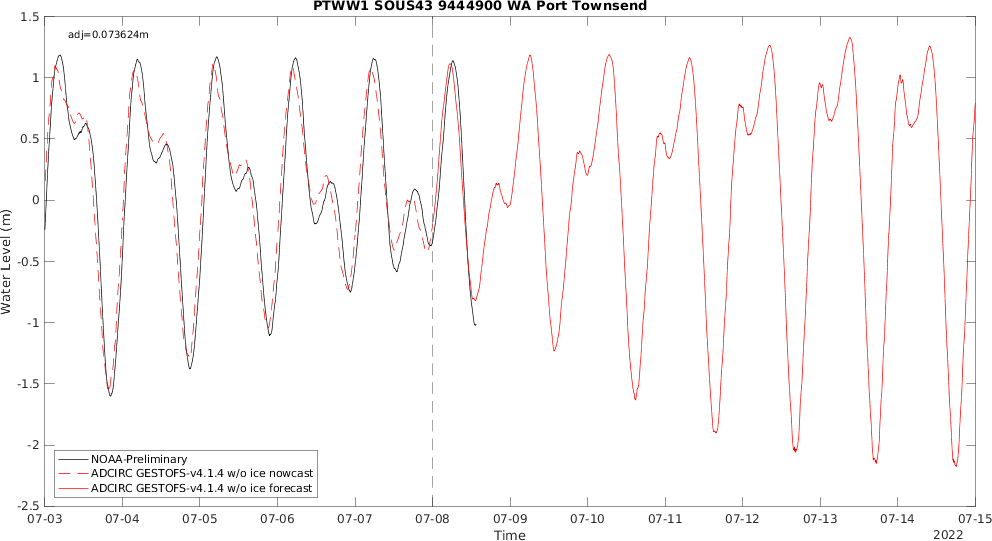 PTWW1 SOUS43 9444900 WA Port Townsend
adj=0.073624m
1.5
1
0.5
0
-0.5
-1
-1.5
-2
-2.5
Water Level (m)
NOAA-Preliminary
ADCIRC GESTOFS-v4.1.4 w/o ice nowcast
ADCIRC GESTOFS-v4.1.4 w/o ice forecast
07-03 07-04 07-05 07-06 07-07 07-08 07-09 07-10 07-11 07-12 07-13 07-14 07-15
Time
2022